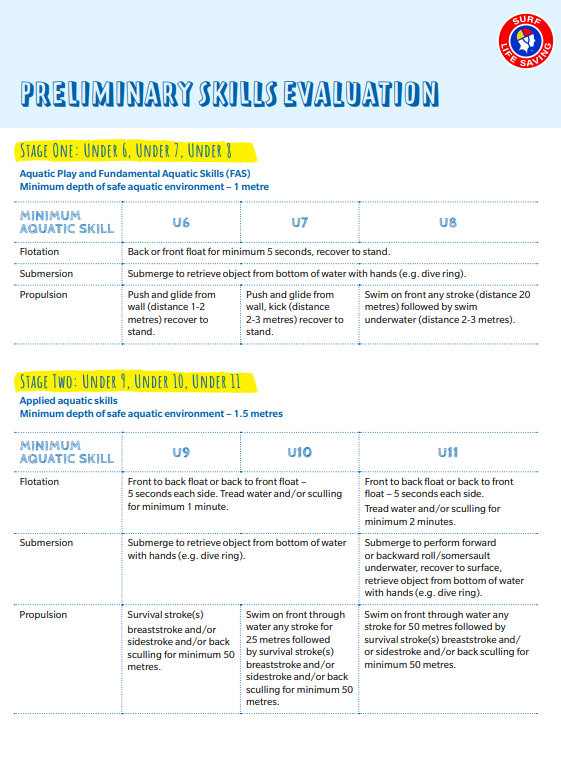 SURF
LIFE SAVING
PRELIMINARY SKILLS EVALUATION
STAGE ONE: UNDER 6, UNDER 7, UNDER 8
Aquatic Play and Fundamental Aquatic Skills (FAS)
Minimum depth of safe aquatic environment – 1 metre
MINIMUM
AQUATIC SKILL
U6
U7
U8
Flotation
Back or front float for minimum 5 seconds, recover to stand.
Submersion
Submerge to retrieve object from bottom of water with hands (e.g. dive ring).
Propulsion
Push and glide from
wall (distance 1-2
metres) recover to
stand.
Push and glide from
wall, kick (distance
2-3 metres) recover to
stand.
Swim on front any stroke (distance 20
metres) followed by swim
underwater (distance 2-3 metres).
STAGE TWO: UNDER 9, UNDER 10, UNDER 11
Applied aquatic skills
Minimum depth of safe aquatic environment – 1.5 metres
MINIMUM
AQUATIC SKILL
U9
U10
U11
Flotation
Front to back float or back to front float –
5 seconds each side. Tread water and/or sculling
for minimum 1 minute.
Front to back float or back to front
float – 5 seconds each side.
Tread water and/or sculling for
minimum 2 minutes.
Submersion
Submerge to retrieve object from bottom of water
with hands (e.g. dive ring).
Submerge to perform forward
or backward roll/somersault
underwater, recover to surface,
retrieve object from bottom of water
with hands (e.g. dive ring).
Propulsion
Survival stroke(s)
breaststroke and/or
sidestroke and/or back
sculling for minimum 50
metres.
Swim on front through
water any stroke for
25 metres followed
by survival stroke(s)
breaststroke and/or
sidestroke and/or back
sculling for minimum 50
metres.
Swim on front through water any
stroke for 50 metres followed by
survival stroke(s) breaststroke and/
or sidestroke and/or back sculling for
minimum 50 metres.